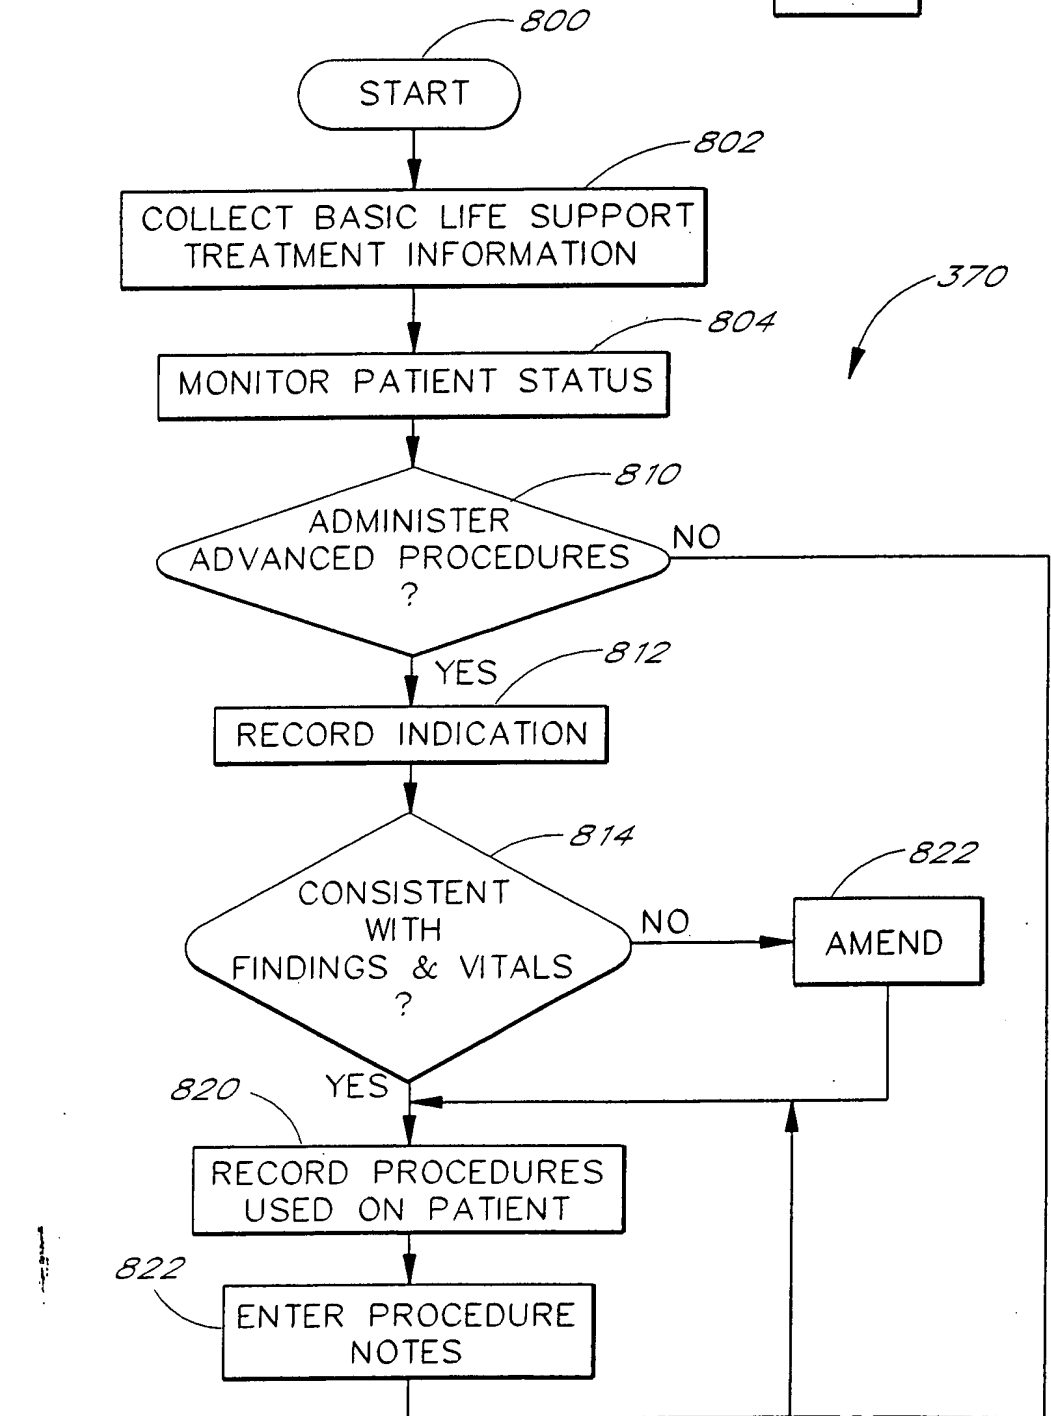 800
START
802
COLLECT BASIC LIFE SUPPORT
TREATMENT INFORMATION
370
804
MONITOR PATIENT STATUS
810
ADMINISTER
ADVANCED PROCEDURES
?
NO
YES
812
RECORD INDICATION
814
CONSISTENT
WITH
FINDINGS & VITALS
?
NO
822
AMEND
YES
820
RECORD PROCEDURES
USED ON PATIENT
822
ENTER PROCEDURE
NOTES